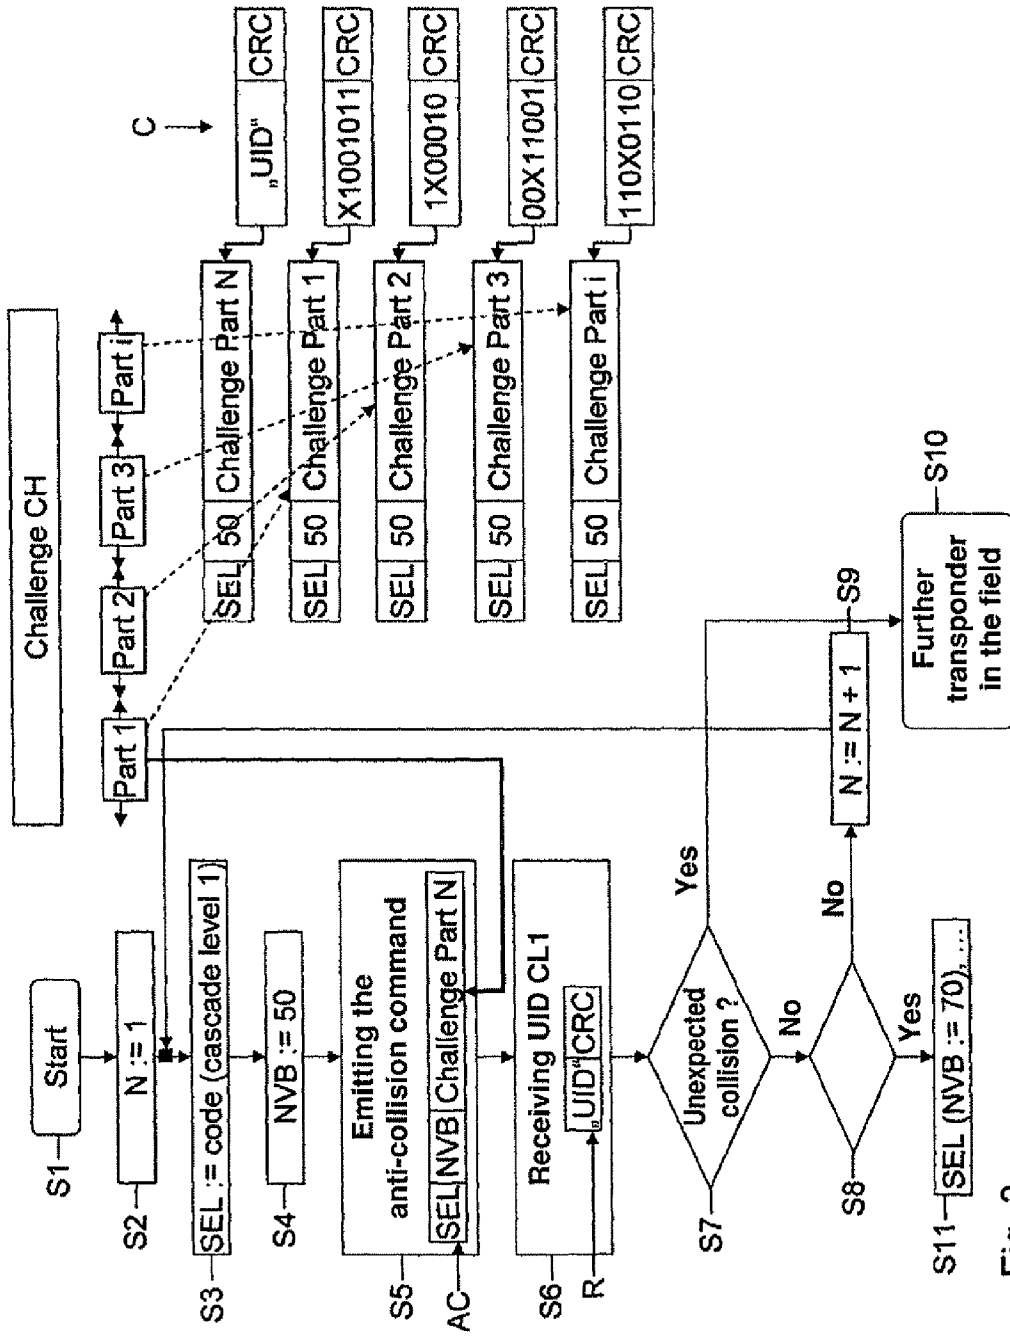 Challenge CH
Part 1
Part 2
Part 3
Part i
C
SEL 50 Challenge Part N
„UID“ CRC
SEL 50 Challenge Part 1
X1001011 CRC
SEL 50 Challenge Part 2
1X00010 CRC
SEL 50 Challenge Part 3
00X11001 CRC
SEL 50 Challenge Part i
110X0110 CRC
S1
Start
S2
N := 1
S3
SEL := code (cascade level 1)
S4
NVB := 50
S5
Emitting the
anti-collision command
AC
SEL NVB Challenge Part N
S6
Receiving UID CL1
R
„UID“ CRC
S7
Unexpected
collision ?
Yes
No
S8
No
Yes
N := N + 1
S9
Further
transponder
in the field
S10
S11
SEL (NVB := 70), ...